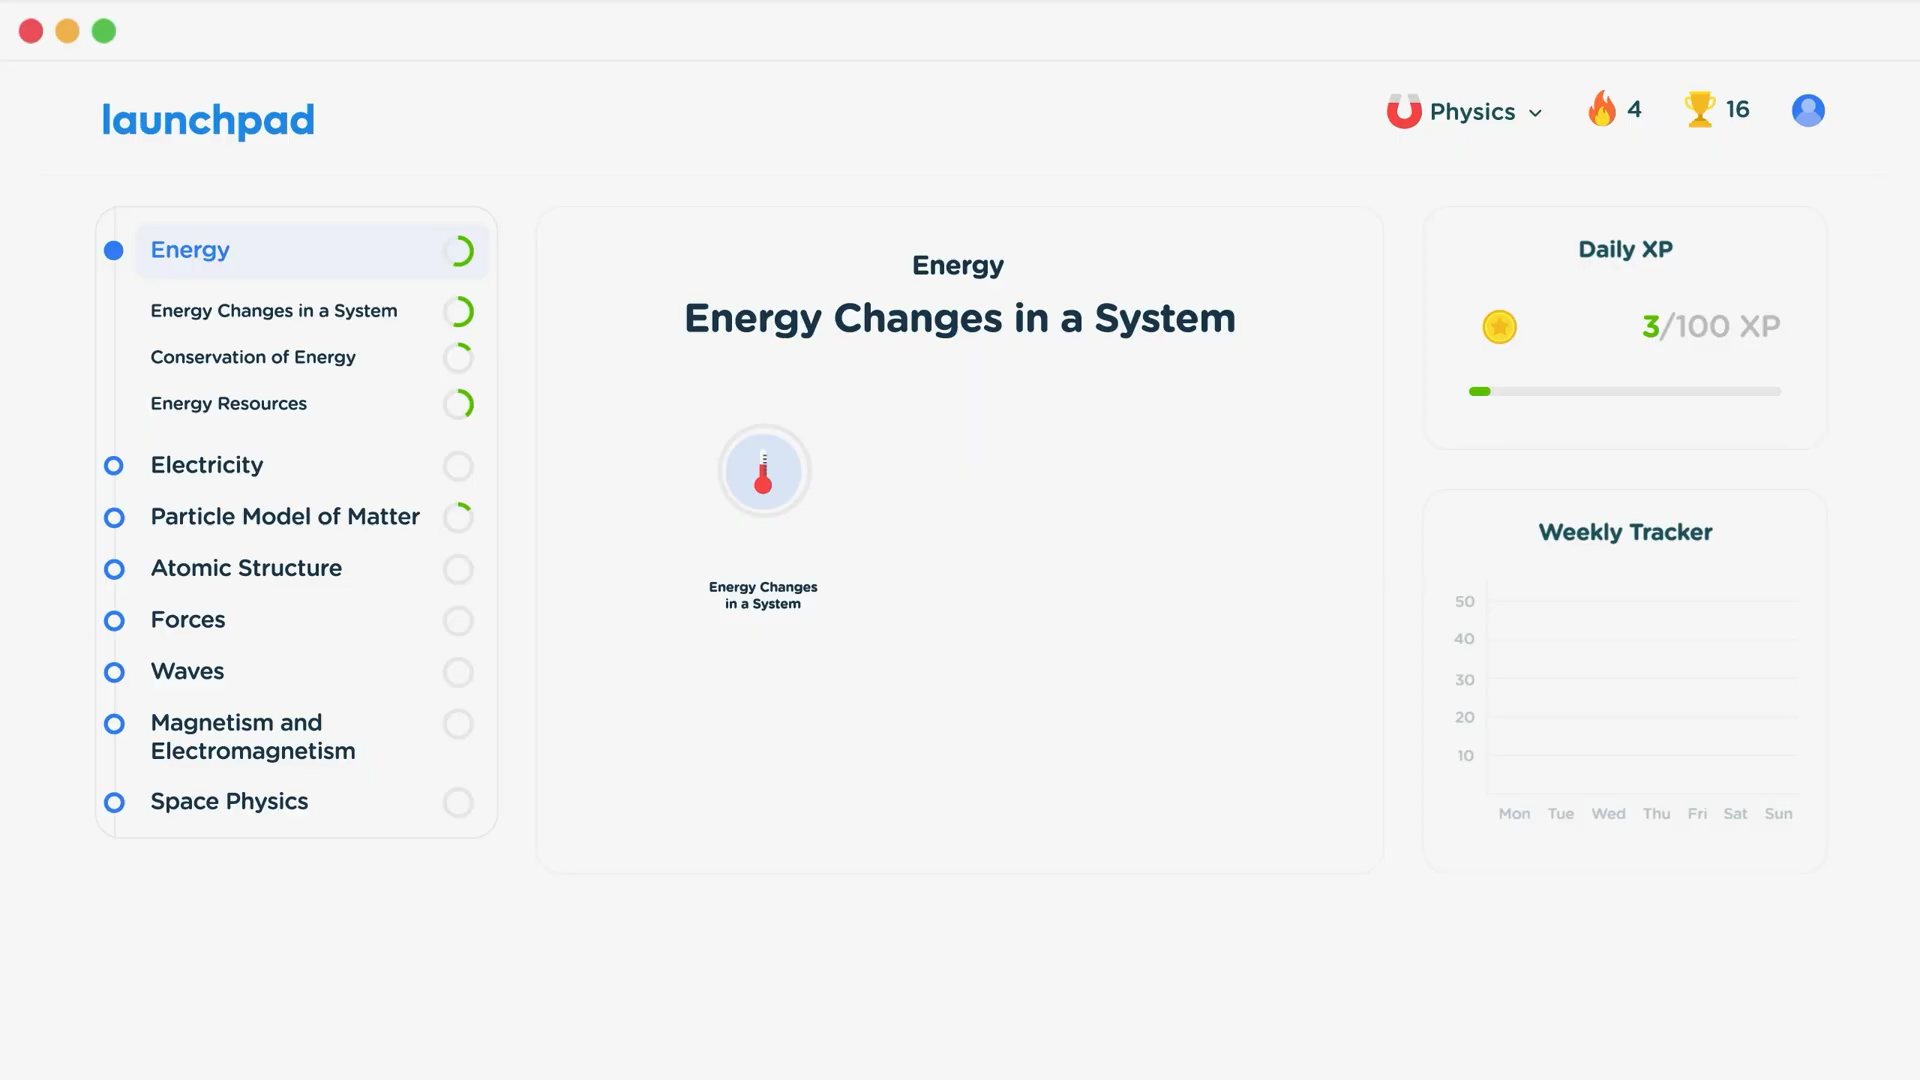 launchpad
Physics
4
16
Energy
Energy Changes in a System
Conservation of Energy
Energy Resources
Electricity
Particle Model of Matter
Atomic Structure
Forces
Waves
Magnetism and
Electromagnetism
Space Physics
Energy
Energy Changes in a System
Energy Changes
in a System
Daily XP
3/100 XP
Weekly Tracker
50
40
30
20
10
Mon Tue Wed Thu Fri Sat Sun